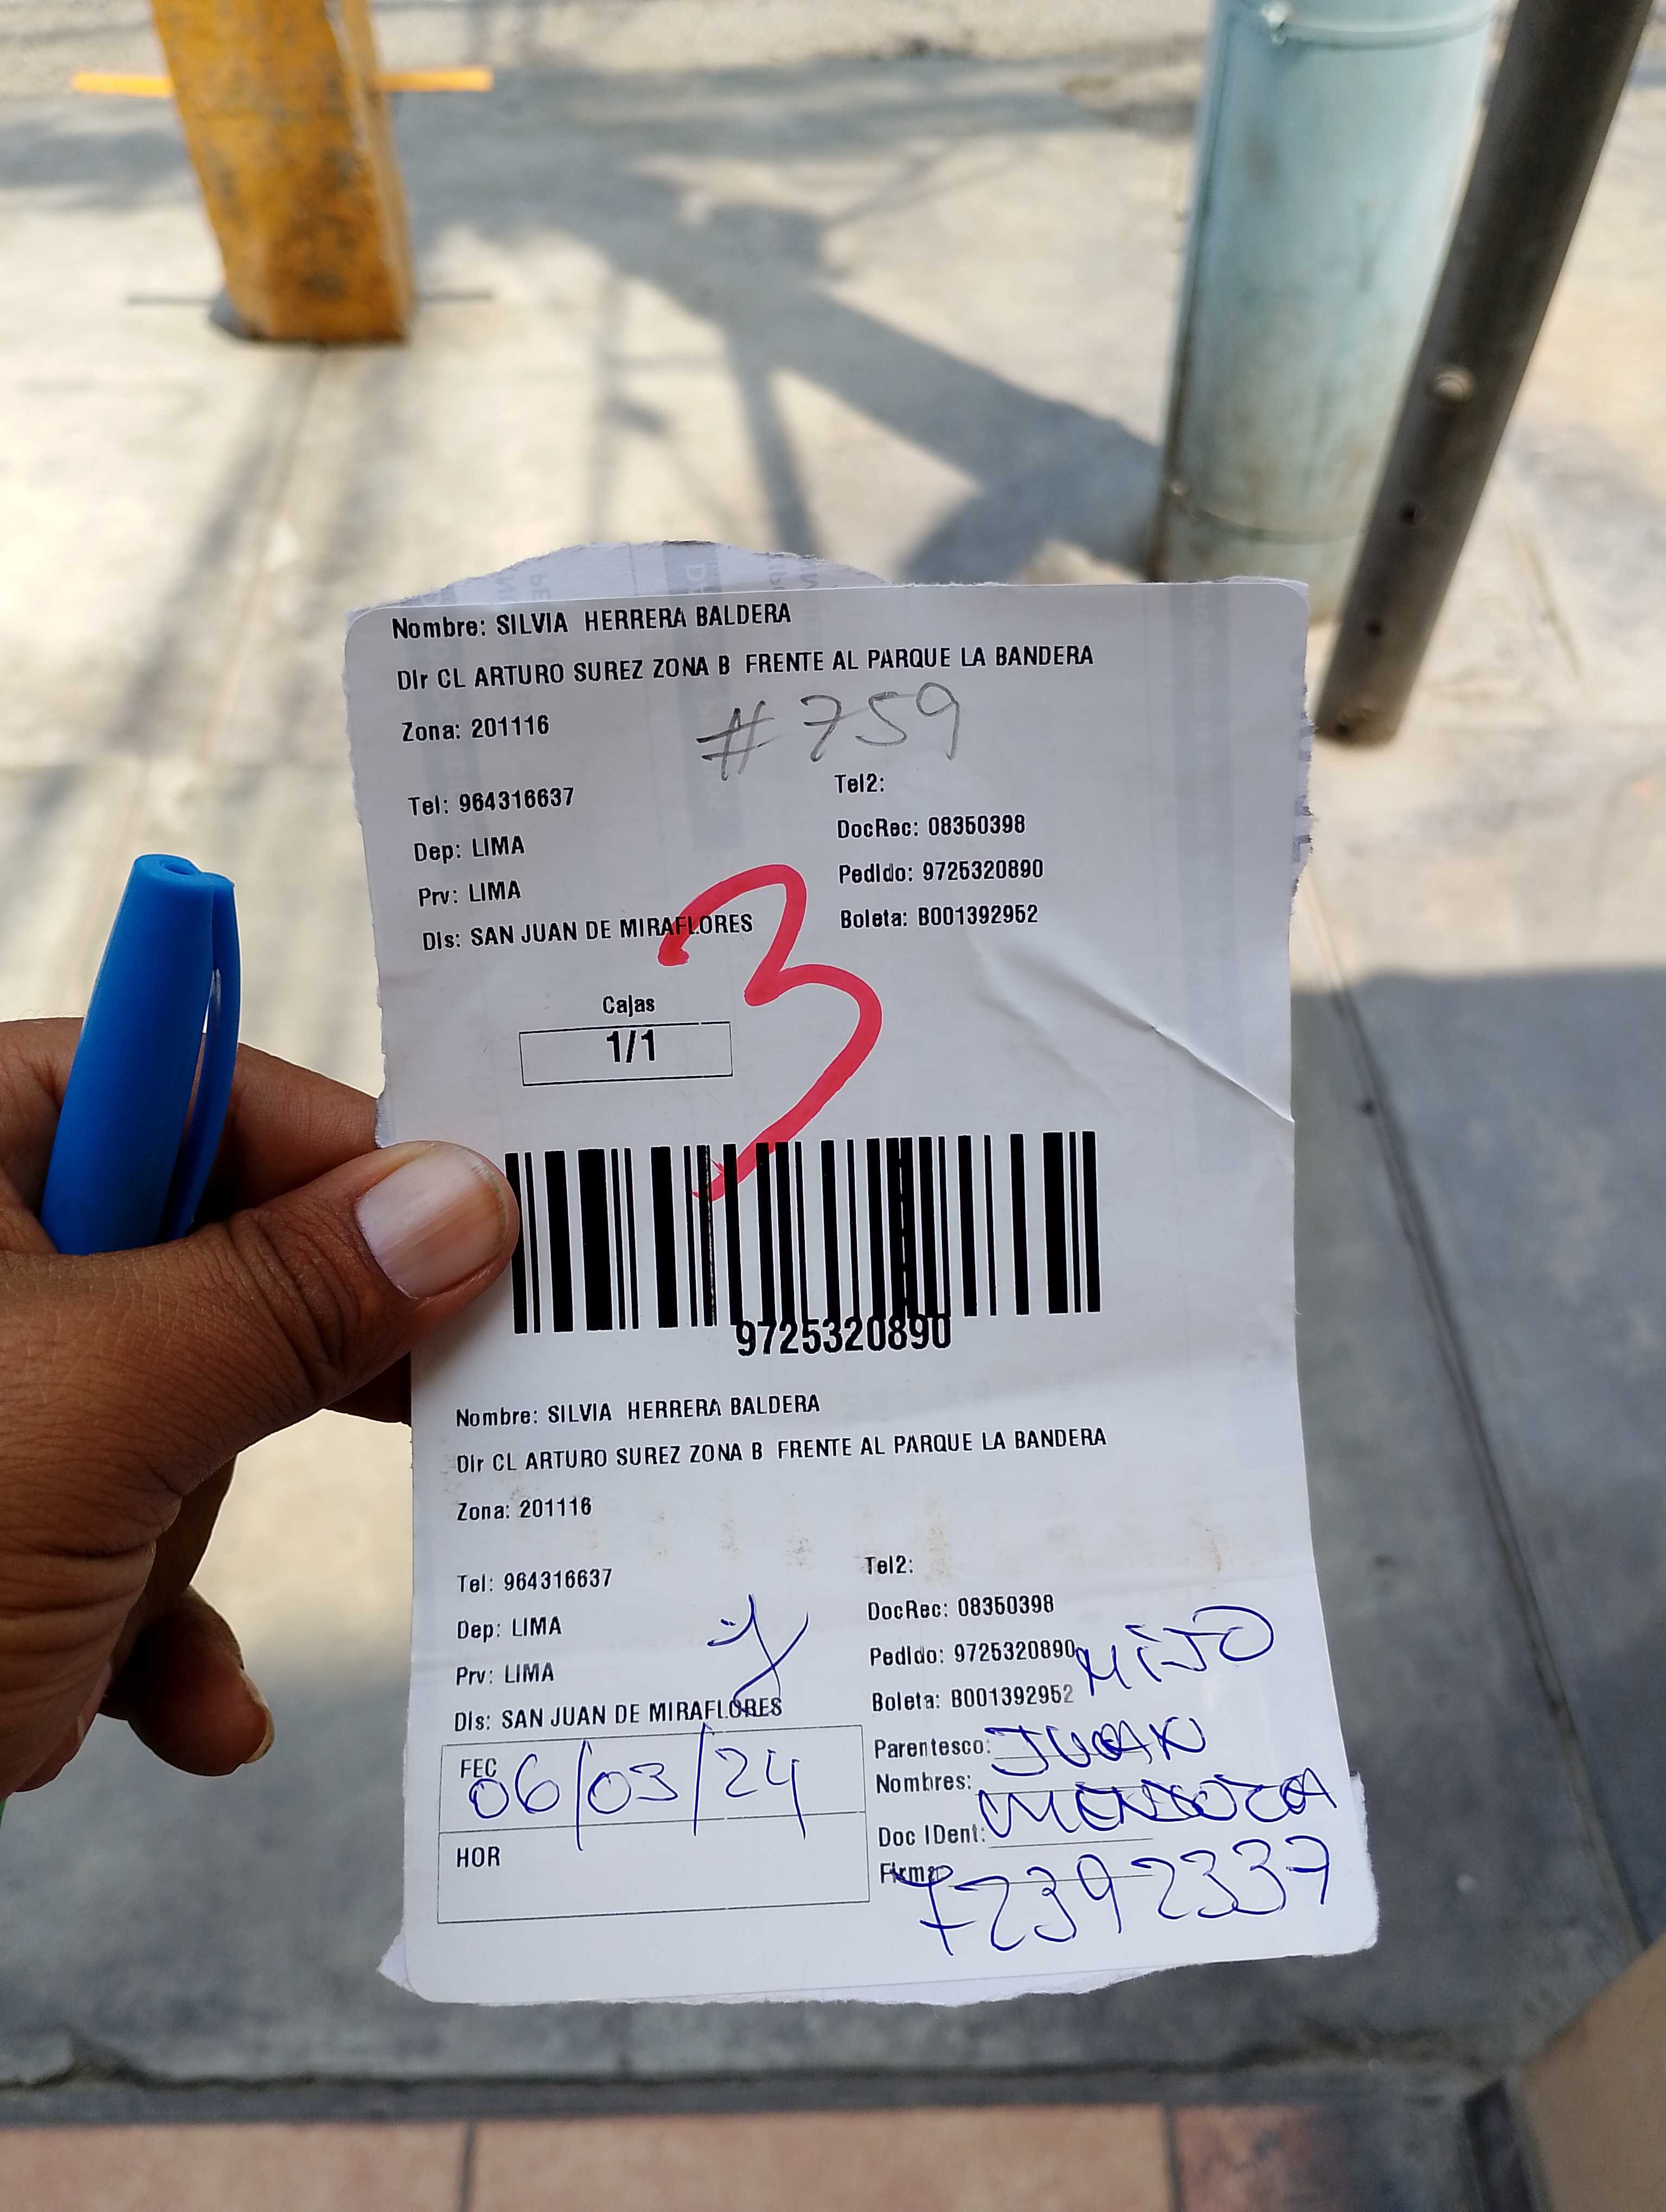 Nombre: SILVIA HERRERA BALDERA
Dir CL ARTURO SUREZ ZONA B FRENTE AL PARQUE LA BANDERA
Zona: 201116
#759
Tel: 964316637
Tel2:
Dep: LIMA
DocRec: 08350398
Prv: LIMA
Pedido: 9725320890
Dis: SAN JUAN DE MIRAFLORES
Boleta: B001392952
3
Cajas
1/1
9725320890
Nombre: SILVIA HERRERA BALDERA
Dir CL ARTURO SUREZ ZONA B FRENTE AL PARQUE LA BANDERA
Zona: 201116
Tel: 964316637
Tel2:
Dep: LIMA
DocRec: 08350398
Prv: LIMA
Pedido: 9725320890
HiJO
Dis: SAN JUAN DE MIRAFLORES
Boleta: B001392952
Parentesco: JUAN
FEC 06/03/24
Nombres: MENDOZA
HOR
Doc IDent:
Firma: 72392337